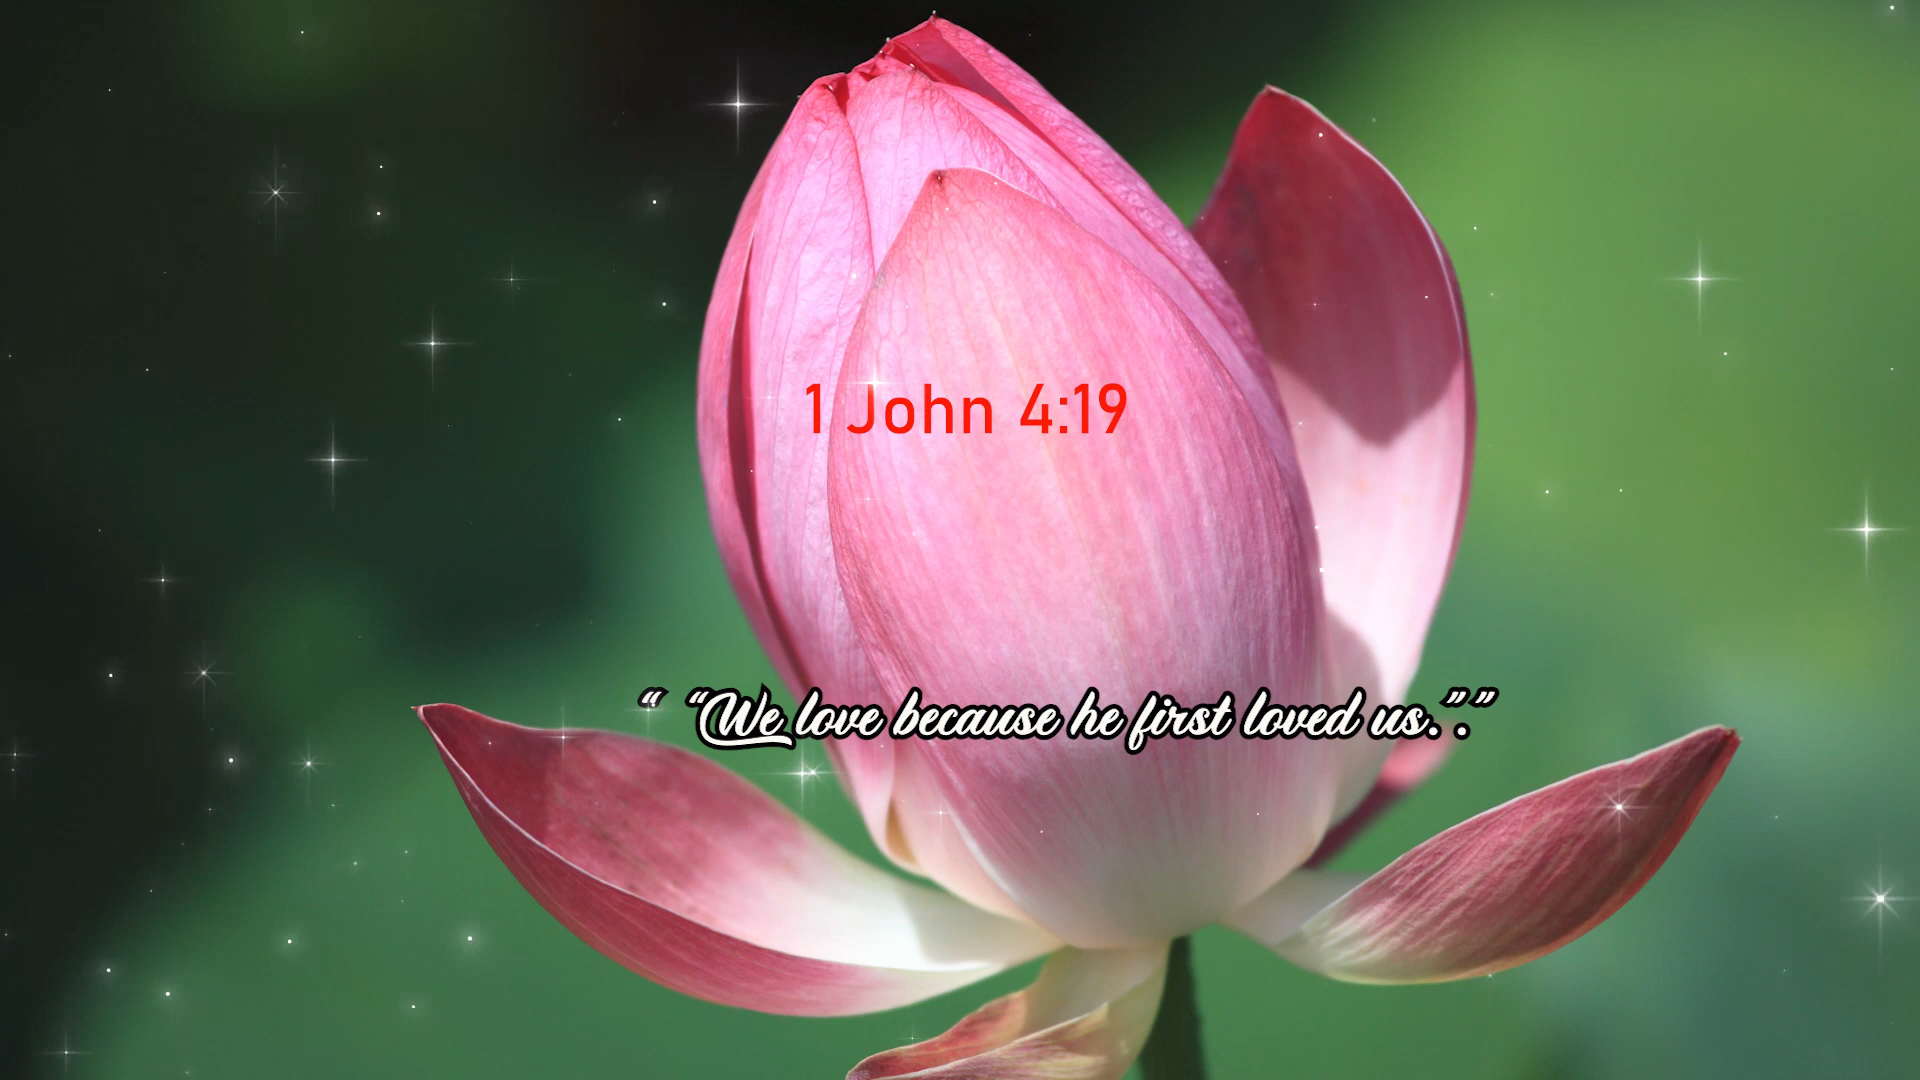 1 John 4:19
“ “We love because he first loved us.”.”